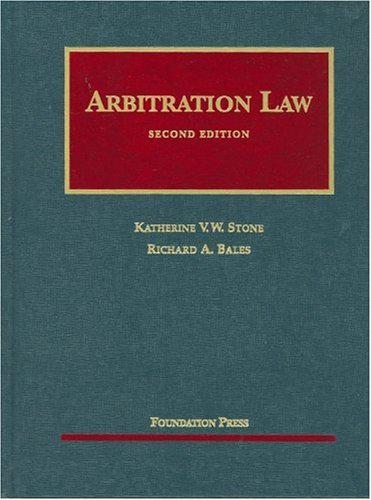 ARBITRATION LAW
SECOND EDITION
KATHERINE V.W. STONE
RICHARD A. BALES
FOUNDATION PRESS